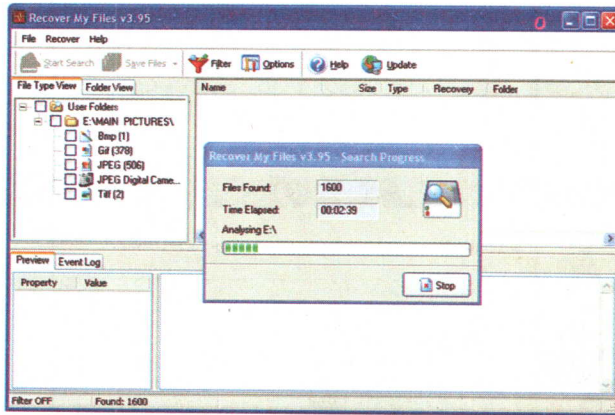 Recover My Files v3.95 -
File Recover Help
Start Search Save Files Filter Options Help Update
File Type View Folder View
Name Size Type Recovery Folder
User Folders
E:\MAIN PICTURES\
Bmp (1)
Gif (378)
JPEG (506)
JPEG Digital Came...
Tiff (2)
Recover My Files v3.95 - Search Progress
Files Found: 1600
Time Elapsed: 00:02:39
Analysing E:\
Stop
Preview Event Log
Property Value
Filter OFF Found: 1600